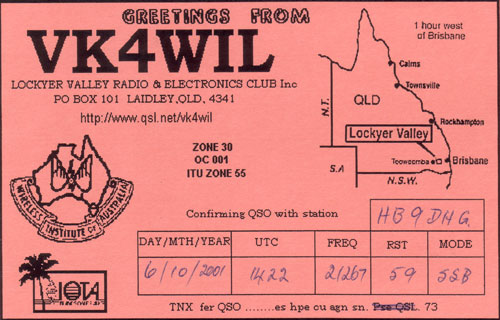 GREETINGS FROM
VK4WIL
LOCKYER VALLEY RADIO & ELECTRONICS CLUB Inc
PO BOX 101 LAIDLEY, QLD, 4341
http://www.qsl.net/vk4wil
1 hour west
of Brisbane
Cairns
Townsville
N.T.
QLD
Rockhampton
Lockyer Valley
Toowoomba
Brisbane
S.A
N.S.W.
ZONE 30
OC 001
ITU ZONE 55
WIRELESS INSTITUTE OF AUSTRALIA
Confirming QSO with station
HB9DHG
DAY/MTH/YEAR UTC FREQ RST MODE
6/10/2001 1422 21267 59 SSB
IOTA
TNX fer QSO ........es hpe cu agn sn. Pse QSL. 73